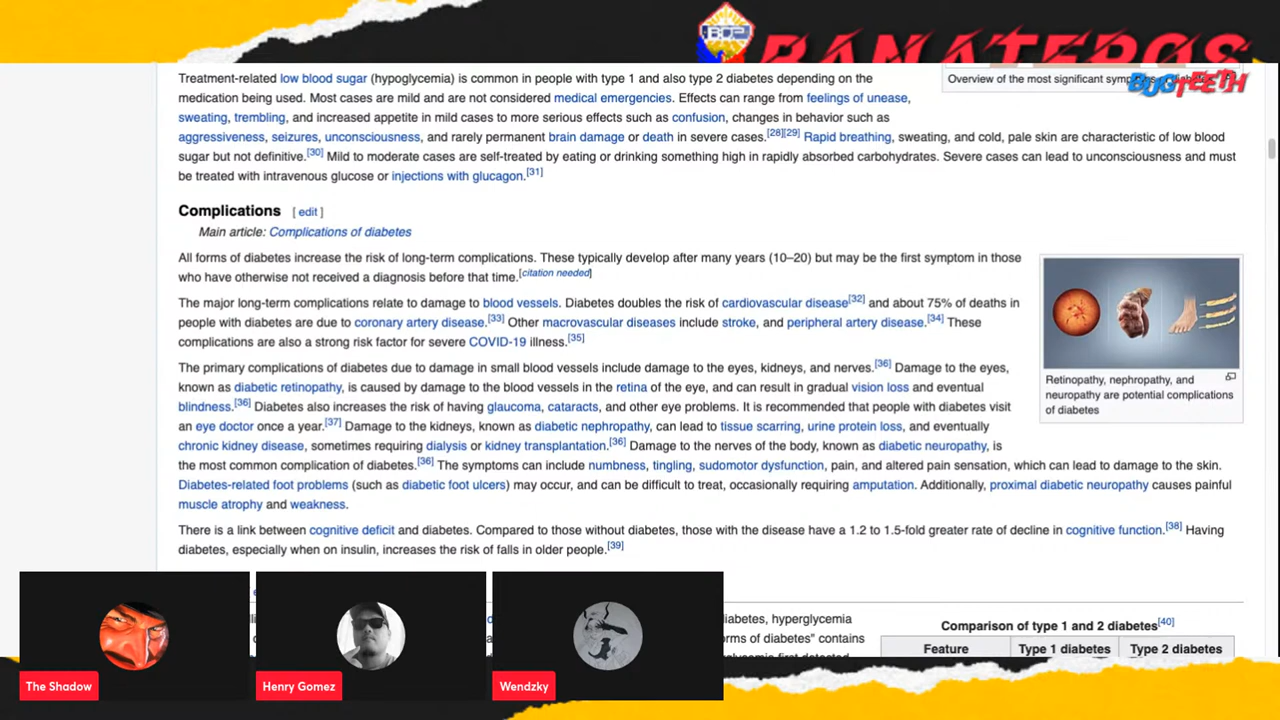 BANATEROS
BUGTEETH
Overview of the most significant symptoms of diabetes
Treatment-related low blood sugar (hypoglycemia) is common in people with type 1 and also type 2 diabetes depending on the
medication being used. Most cases are mild and are not considered medical emergencies. Effects can range from feelings of unease,
sweating, trembling, and increased appetite in mild cases to more serious effects such as confusion, changes in behavior such as
aggressiveness, seizures, unconsciousness, and rarely permanent brain damage or death in severe cases.[28][29] Rapid breathing, sweating, and cold, pale skin are characteristic of low blood
sugar but not definitive.[30] Mild to moderate cases are self-treated by eating or drinking something high in rapidly absorbed carbohydrates. Severe cases can lead to unconsciousness and must
be treated with intravenous glucose or injections with glucagon.[31]
Complications [ edit ]
Main article: Complications of diabetes
All forms of diabetes increase the risk of long-term complications. These typically develop after many years (10–20) but may be the first symptom in those
who have otherwise not received a diagnosis before that time.[citation needed]
The major long-term complications relate to damage to blood vessels. Diabetes doubles the risk of cardiovascular disease[32] and about 75% of deaths in
people with diabetes are due to coronary artery disease.[33] Other macrovascular diseases include stroke, and peripheral artery disease.[34] These
complications are also a strong risk factor for severe COVID-19 illness.[35]
The primary complications of diabetes due to damage in small blood vessels include damage to the eyes, kidneys, and nerves.[36] Damage to the eyes,
known as diabetic retinopathy, is caused by damage to the blood vessels in the retina of the eye, and can result in gradual vision loss and eventual
blindness.[36] Diabetes also increases the risk of having glaucoma, cataracts, and other eye problems. It is recommended that people with diabetes visit
an eye doctor once a year.[37] Damage to the kidneys, known as diabetic nephropathy, can lead to tissue scarring, urine protein loss, and eventually
chronic kidney disease, sometimes requiring dialysis or kidney transplantation.[36] Damage to the nerves of the body, known as diabetic neuropathy, is
the most common complication of diabetes.[36] The symptoms can include numbness, tingling, sudomotor dysfunction, pain, and altered pain sensation, which can lead to damage to the skin.
Diabetes-related foot problems (such as diabetic foot ulcers) may occur, and can be difficult to treat, occasionally requiring amputation. Additionally, proximal diabetic neuropathy causes painful
muscle atrophy and weakness.
Retinopathy, nephropathy, and
neuropathy are potential complications
of diabetes
There is a link between cognitive deficit and diabetes. Compared to those without diabetes, those with the disease have a 1.2 to 1.5-fold greater rate of decline in cognitive function.[38] Having
diabetes, especially when on insulin, increases the risk of falls in older people.[39]
hyperglycemia
forms of diabetes" contains
Comparison of type 1 and 2 diabetes[40]
Feature Type 1 diabetes Type 2 diabetes
The Shadow
Henry Gomez
Wendzky